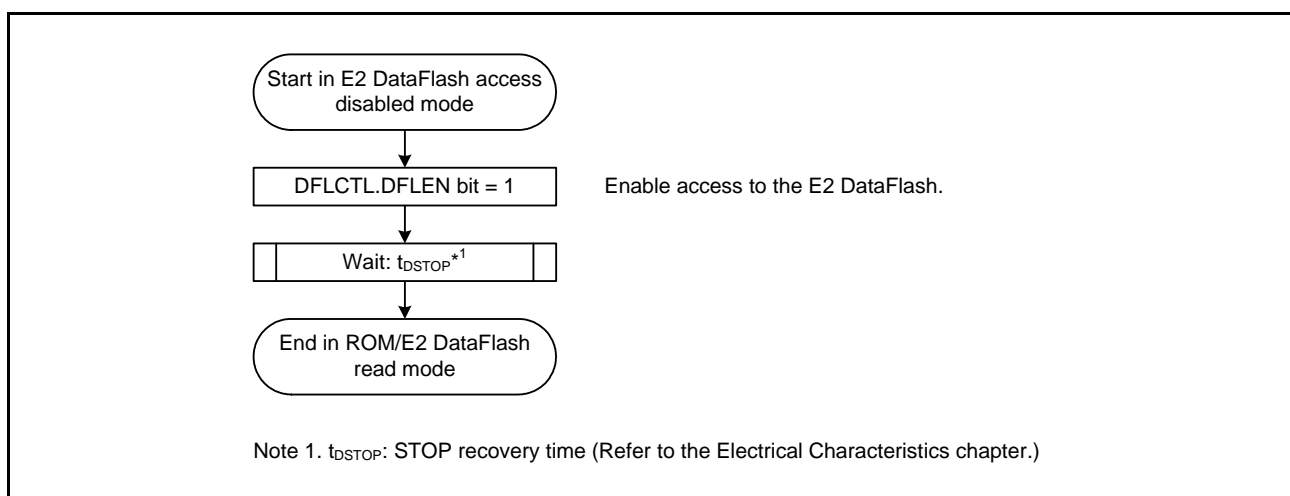 Start in E2 DataFlash access
disabled mode
DFLCTL.DFLEN bit = 1
Enable access to the E2 DataFlash.
Wait: tDSTOP*1
End in ROM/E2 DataFlash
read mode
Note 1. tDSTOP: STOP recovery time (Refer to the Electrical Characteristics chapter.)